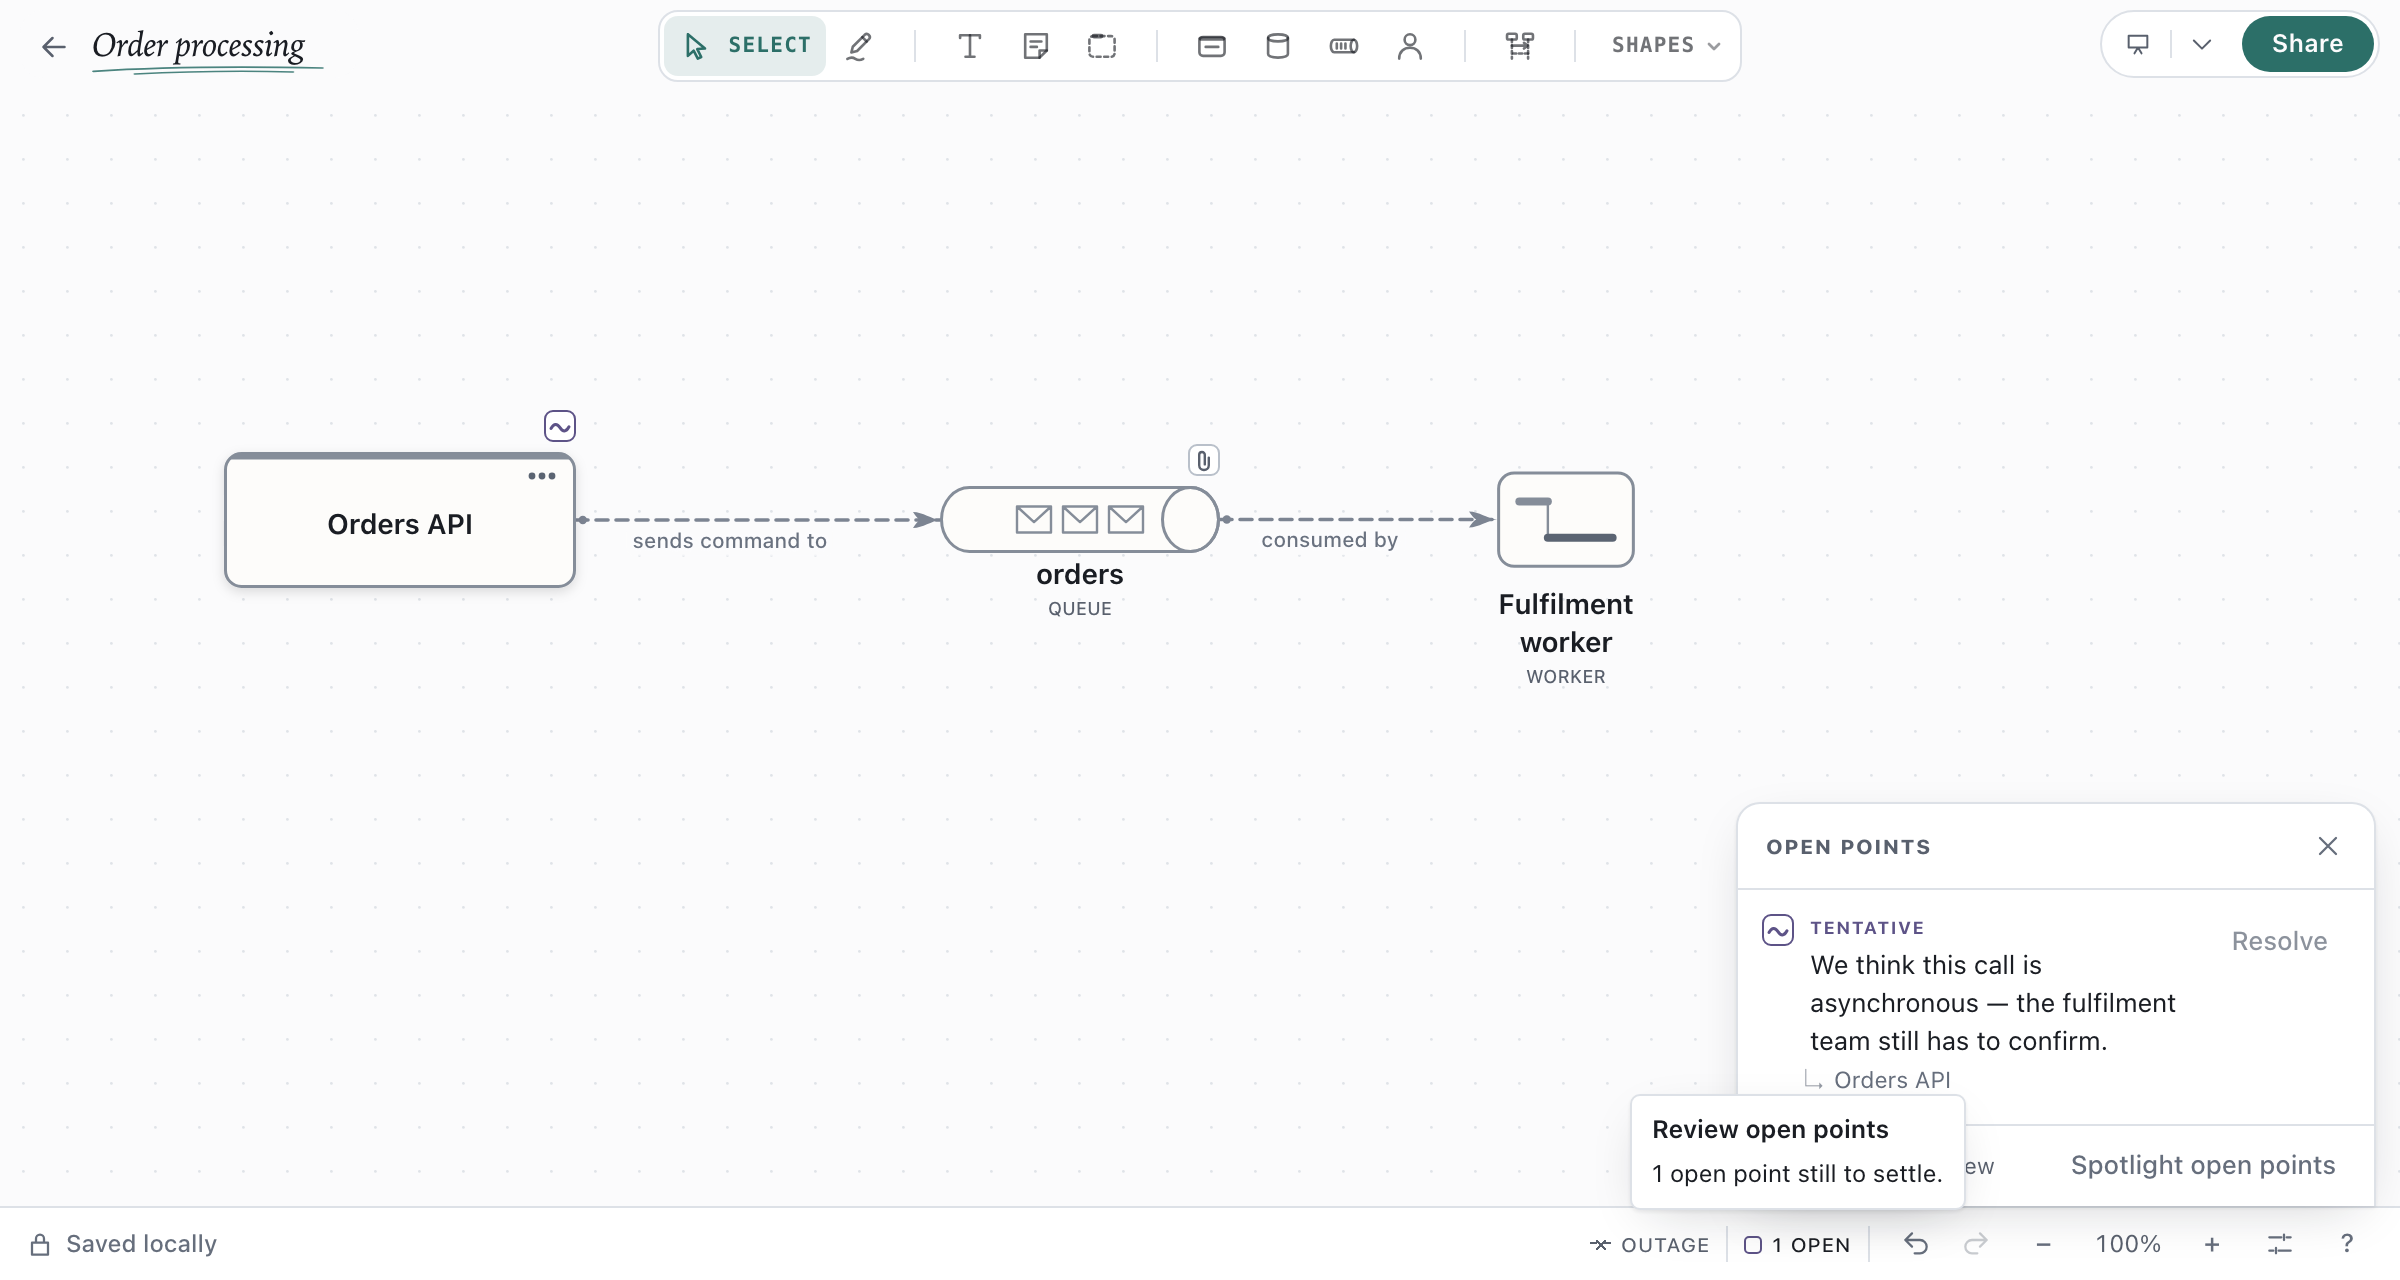 Order processing
SELECT
SHAPES
Share
Orders API
sends command to
orders
QUEUE
consumed by
Fulfilment
worker
WORKER
OPEN POINTS
TENTATIVE
Resolve
We think this call is
asynchronous — the fulfilment
team still has to confirm.
Orders API
Review open points
1 open point still to settle.
ew
Spotlight open points
Saved locally
OUTAGE
1 OPEN
100%
?